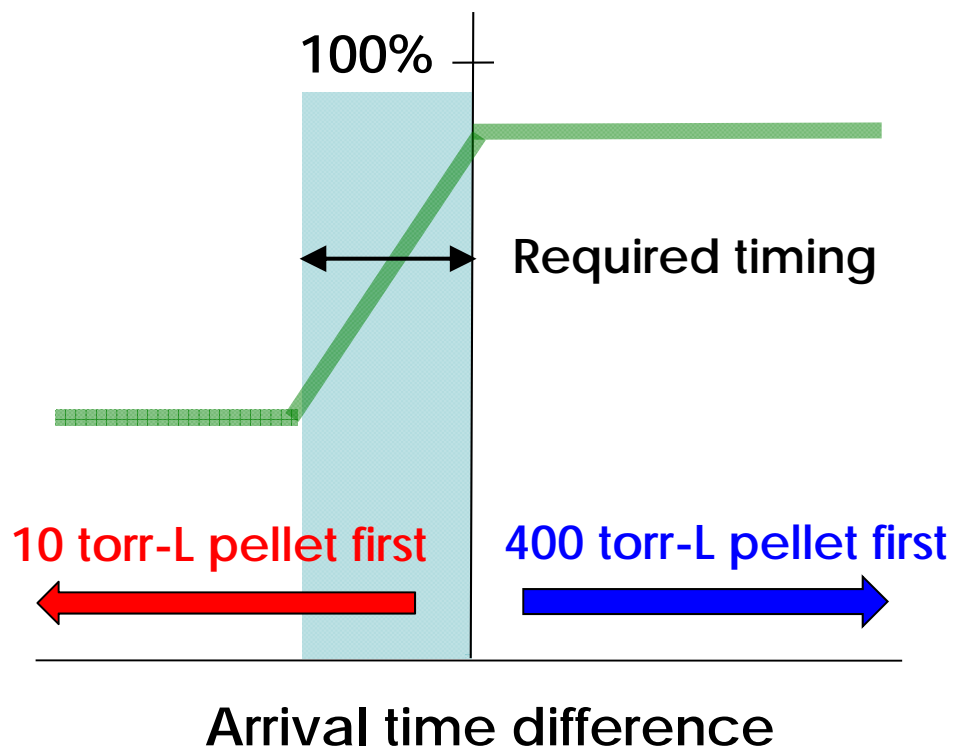 100%
Required timing
10 torr-L pellet first
400 torr-L pellet first
Arrival time difference